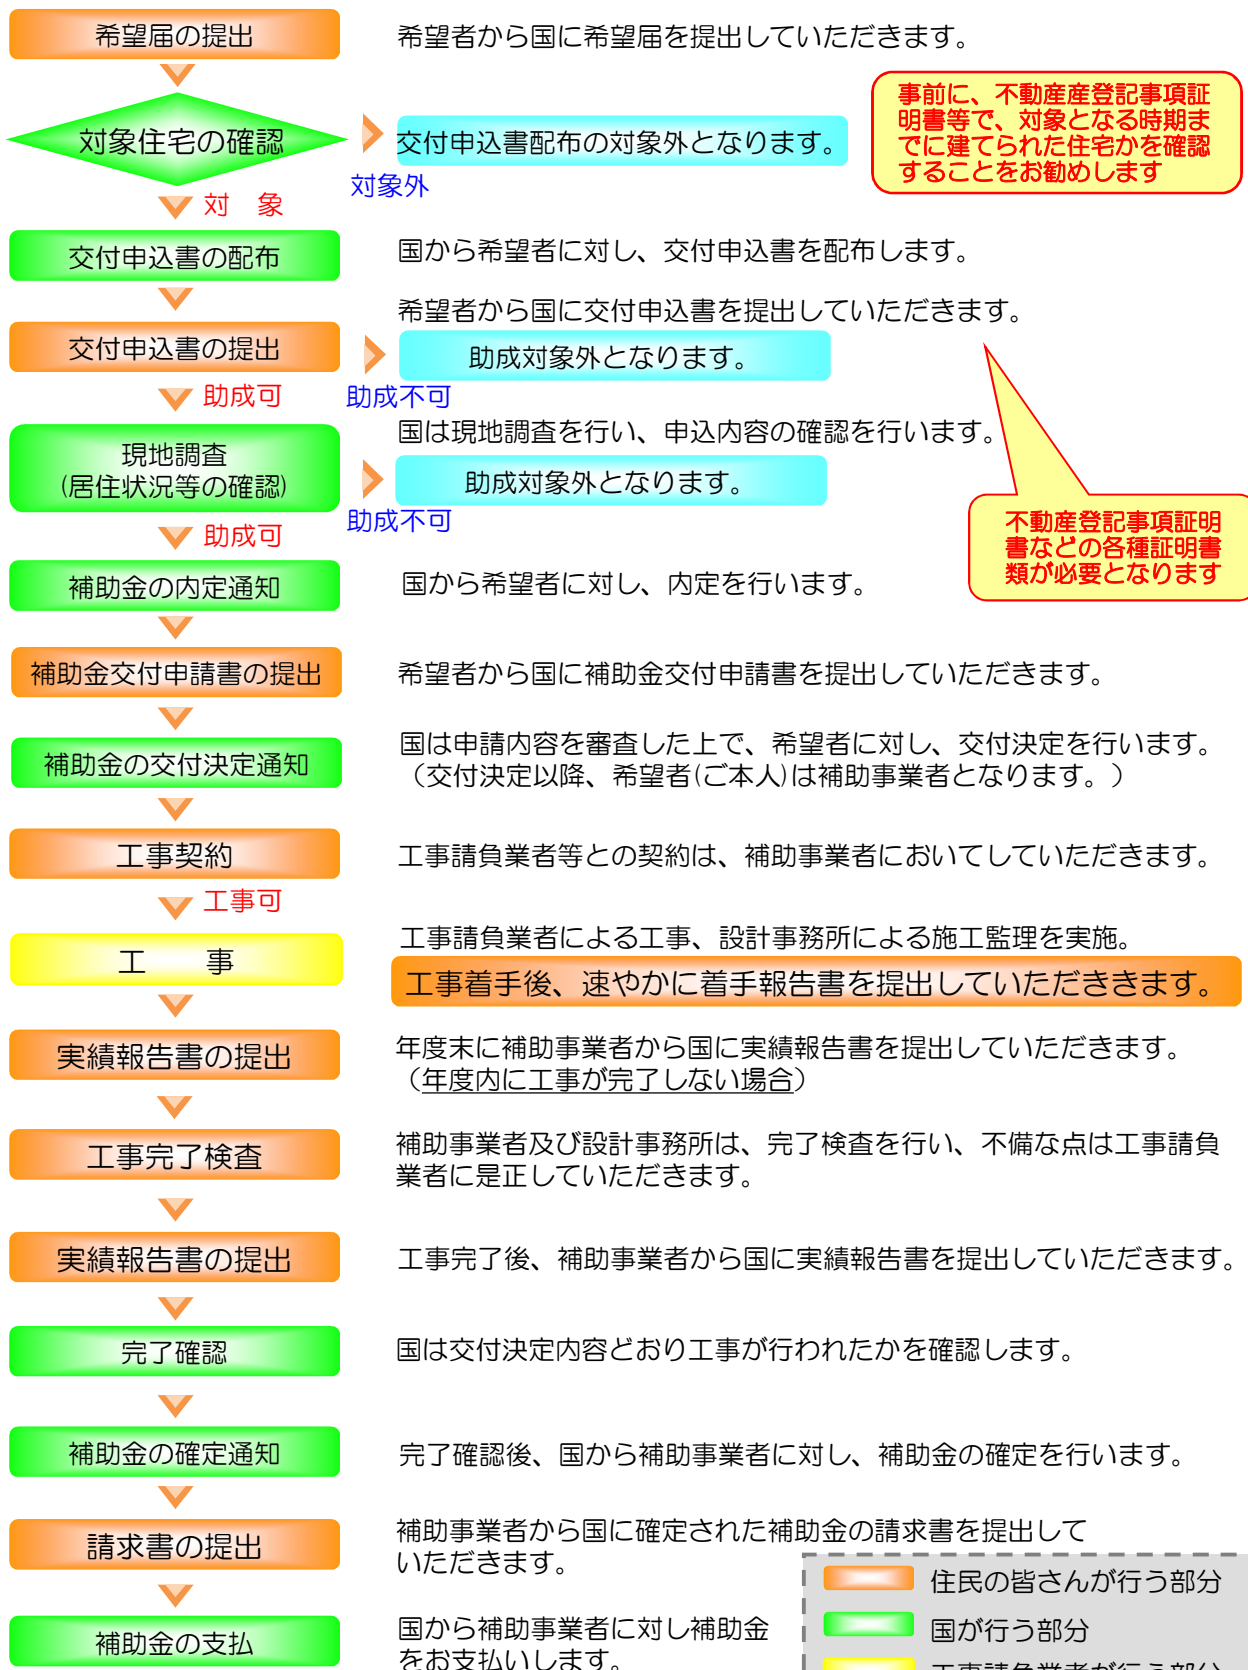 希望届の提出
希望者から国に希望届を提出していただきます。
事前に、不動産産登記事項証
明書等で、対象となる時期ま
でに建てられた住宅かを確認
することをお勧めします
対象住宅の確認
交付申込書配布の対象外となります。
対象外
対　象
交付申込書の配布
国から希望者に対し、交付申込書を配布します。
希望者から国に交付申込書を提出していただきます。
交付申込書の提出
助成対象外となります。
助成可
助成不可
国は現地調査を行い、申込内容の確認を行います。
現地調査
(居住状況等の確認)
助成対象外となります。
助成不可
助成可
不動産登記事項証明
書などの各種証明書
類が必要となります
補助金の内定通知
国から希望者に対し、内定を行います。
補助金交付申請書の提出
希望者から国に補助金交付申請書を提出していただきます。
補助金の交付決定通知
国は申請内容を審査した上で、希望者に対し、交付決定を行います。
（交付決定以降、希望者(ご本人)は補助事業者となります。）
工事契約
工事請負業者等との契約は、補助事業者においてしていただきます。
工事可
工　　事
工事請負業者による工事、設計事務所による施工監理を実施。
工事着手後、速やかに着手報告書を提出していただききます。
実績報告書の提出
年度末に補助事業者から国に実績報告書を提出していただきます。
（年度内に工事が完了しない場合）
工事完了検査
補助事業者及び設計事務所は、完了検査を行い、不備な点は工事請負
業者に是正していただきます。
実績報告書の提出
工事完了後、補助事業者から国に実績報告書を提出していただきます。
完了確認
国は交付決定内容どおり工事が行われたかを確認します。
補助金の確定通知
完了確認後、国から補助事業者に対し、補助金の確定を行います。
請求書の提出
補助事業者から国に確定された補助金の請求書を提出して
いただきます。
補助金の支払
国から補助事業者に対し補助金
をお支払いします。
住民の皆さんが行う部分
国が行う部分
工事請負業者が行う部分